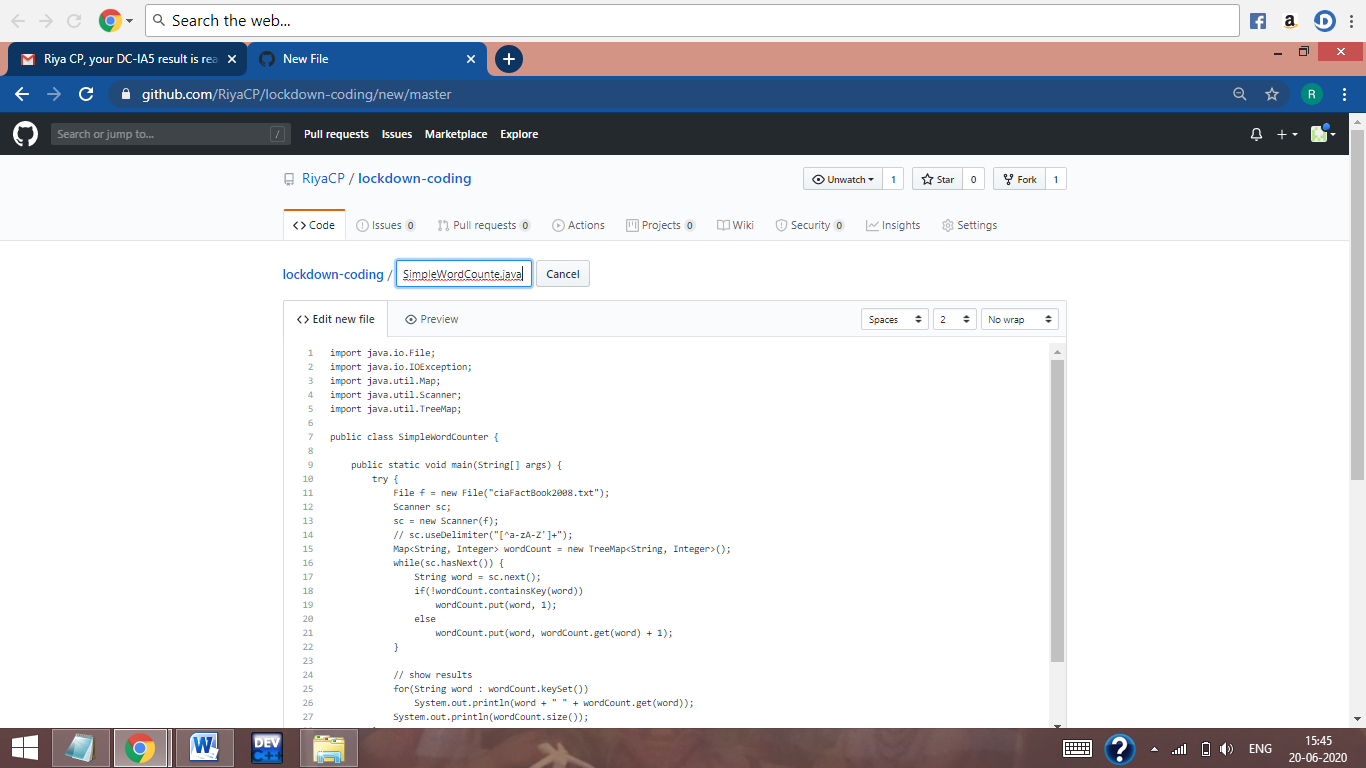 Search the web...
Riya CP, your DC-IA5 result is rea
New File
github.com/RiyaCP/lockdown-coding/new/master
R
Search or jump to...
/
Pull requests Issues Marketplace Explore
RiyaCP / lockdown-coding
Unwatch 1 Star 0 Fork 1
Code Issues 0 Pull requests 0 Actions Projects 0 Wiki Security 0 Insights Settings
lockdown-coding / SimpleWordCounte.java Cancel
<> Edit new file Preview Spaces 2 No wrap
1 import java.io.File;
2 import java.io.IOException;
3 import java.util.Map;
4 import java.util.Scanner;
5 import java.util.TreeMap;
6
7 public class SimpleWordCounter {
8
9 public static void main(String[] args) {
10 try {
11 File f = new File("ciaFactBook2008.txt");
12 Scanner sc;
13 sc = new Scanner(f);
14 // sc.useDelimiter("[^a-zA-Z']+");
15 Map<String, Integer> wordCount = new TreeMap<String, Integer>();
16 while(sc.hasNext()) {
17 String word = sc.next();
18 if(!wordCount.containsKey(word))
19 wordCount.put(word, 1);
20 else
21 wordCount.put(word, wordCount.get(word) + 1);
22 }
23
24 // show results
25 for(String word : wordCount.keySet())
26 System.out.println(word + " " + wordCount.get(word));
27 System.out.println(wordCount.size());
DEV
C++
ENG
15:45
20-06-2020